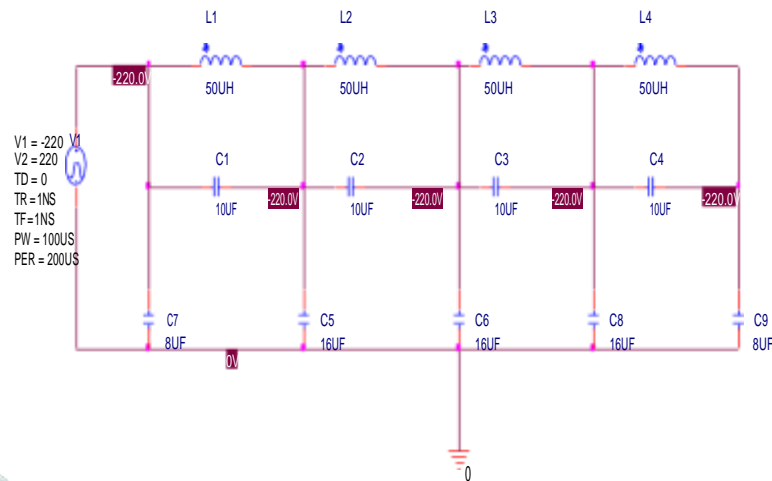 L1 L2 L3 L4
-220.0V
50UH 50UH 50UH 50UH
V1 = -220 V1
V2 = 220
TD = 0
TR = 1NS
TF=1NS
PW = 100US
PER = 200US
C1 C2 C3 C4
-220.0V -220.0V -220.0V -220.0V
10UF 10UF 10UF 10UF
C7 C5 C6 C8 C9
8UF 16UF 16UF 16UF 8UF
0V
0